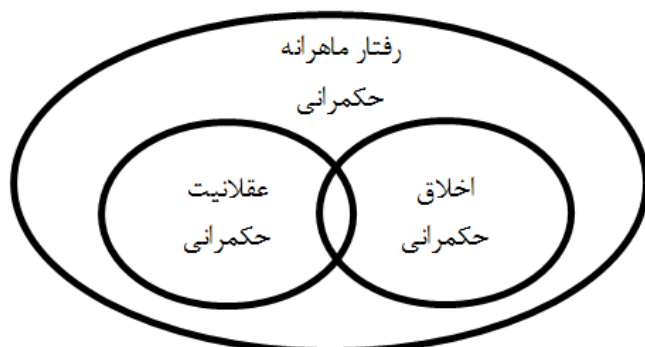 رفتار ماهرانه
حکمرانی
اخلاق
حکمرانی
عقلانیت
حکمرانی